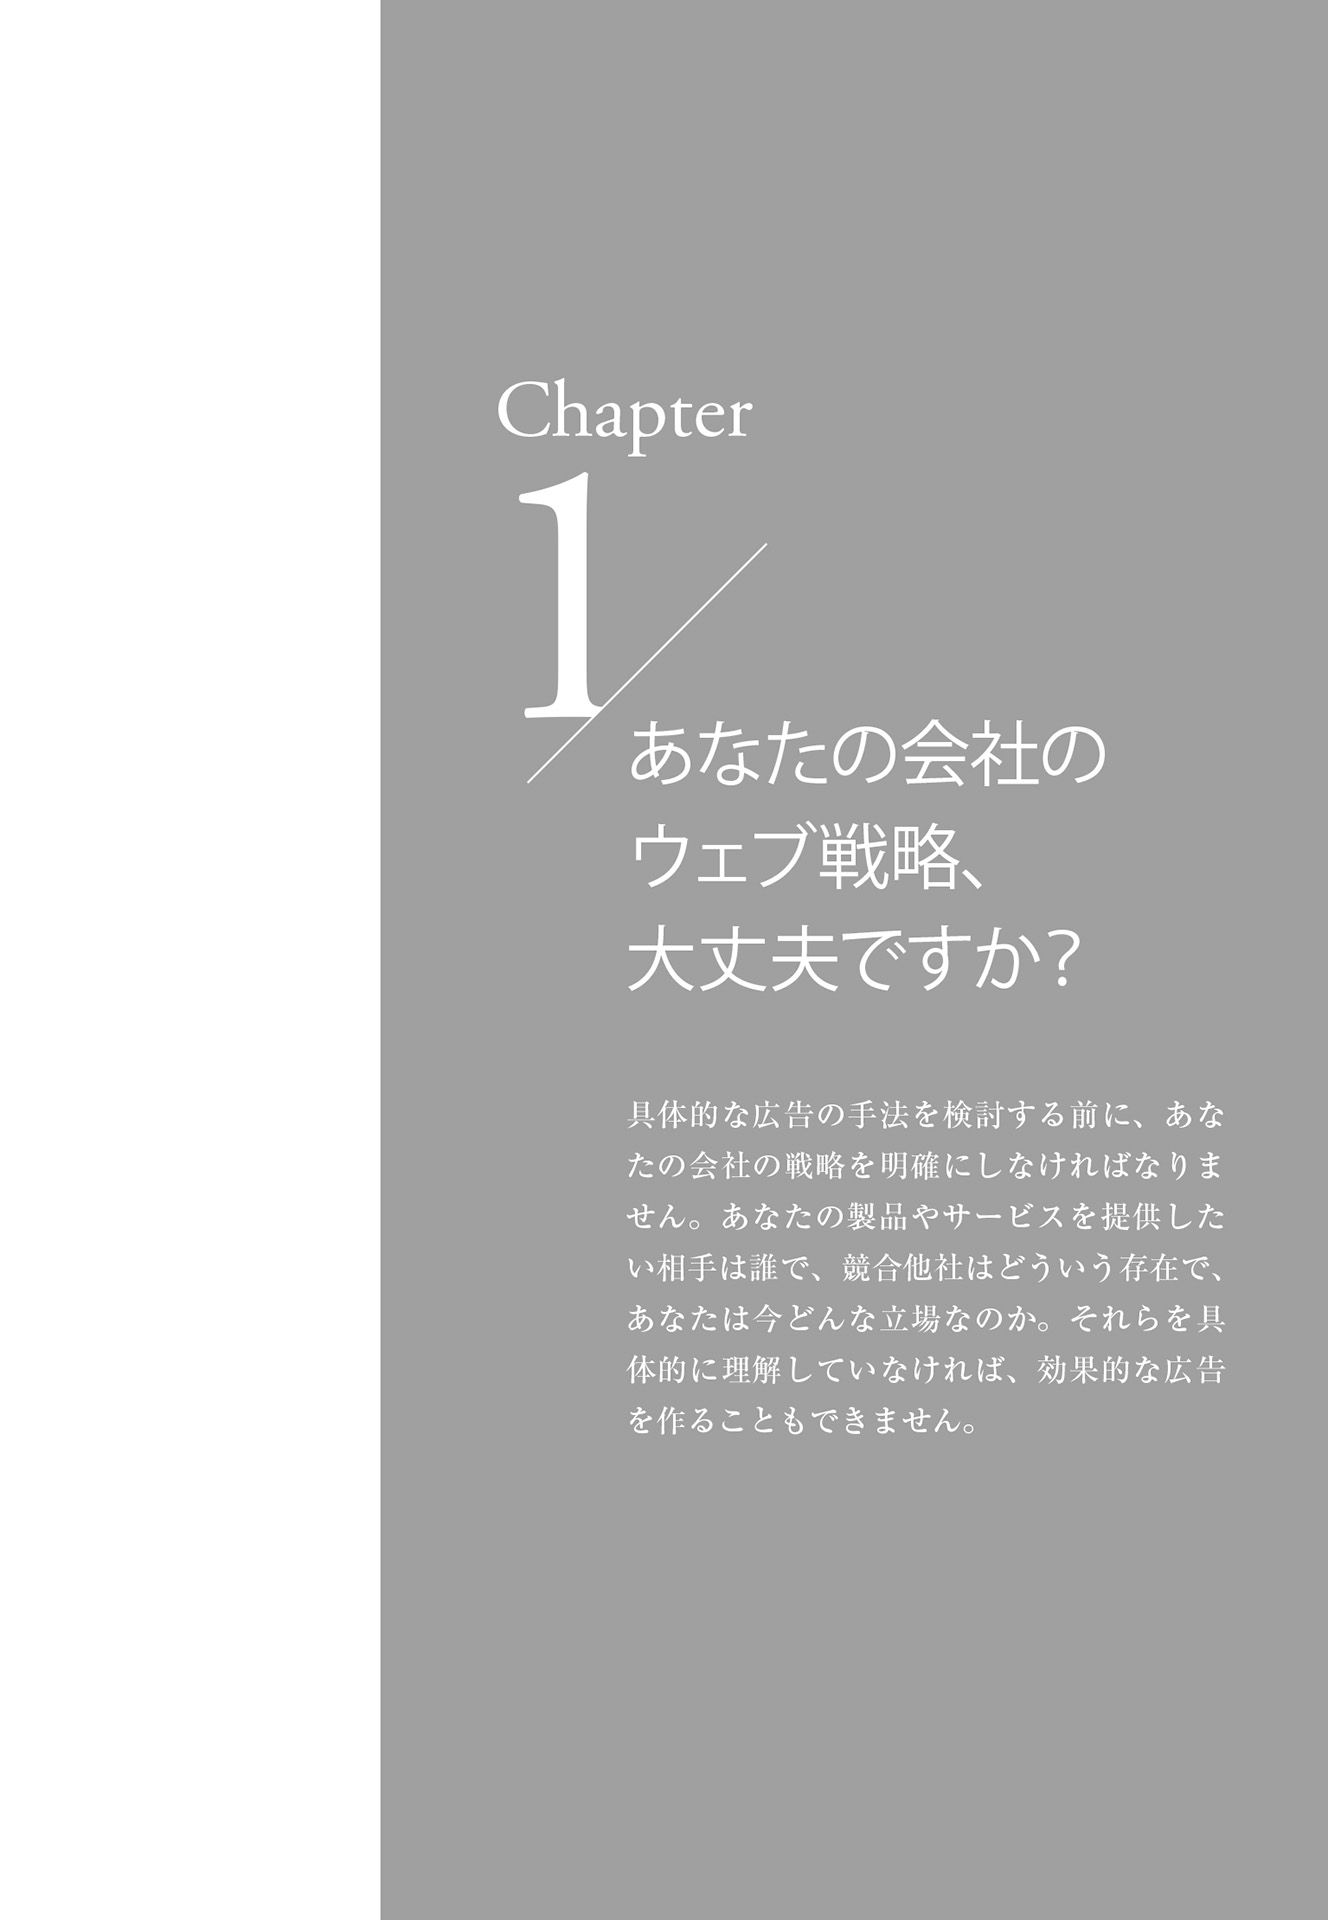 Chapter
1
あなたの会社の
ウェブ戦略、
大丈夫ですか?
具体的な広告の手法を検討する前に、あな
たの会社の戦略を明確にしなければなりま
せん。あなたの製品やサービスを提供した
い相手は誰で、競合他社はどういう存在で、
あなたは今どんな立場なのか。それらを具
体的に理解していなければ、効果的な広告
を作ることもできません。